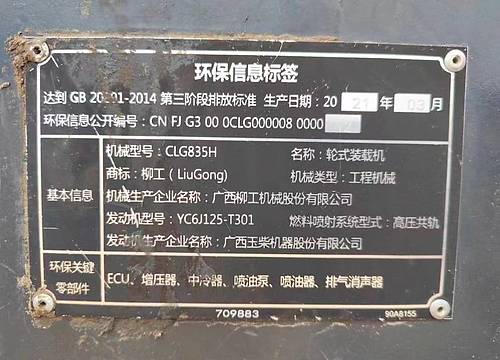 环保信息标签
达到 GB 20891-2014 第三阶段排放标准 生产日期: 20 21 年 03 月
环保信息公开编号: CN FJ G3 00 0CLG000008 0000
基本信息
机械型号: CLG835H 名称: 轮式装载机
商标: 柳工 (LiuGong) 机械类型: 工程机械
机械生产企业名称: 广西柳工机械股份有限公司
发动机型号: YC6J125-T301 燃料喷射系统型式: 高压共轨
发动机生产企业名称: 广西玉柴机器股份有限公司
环保关键
零部件
ECU、增压器、中冷器、喷油泵、喷油器、排气消声器
709883 90A8155